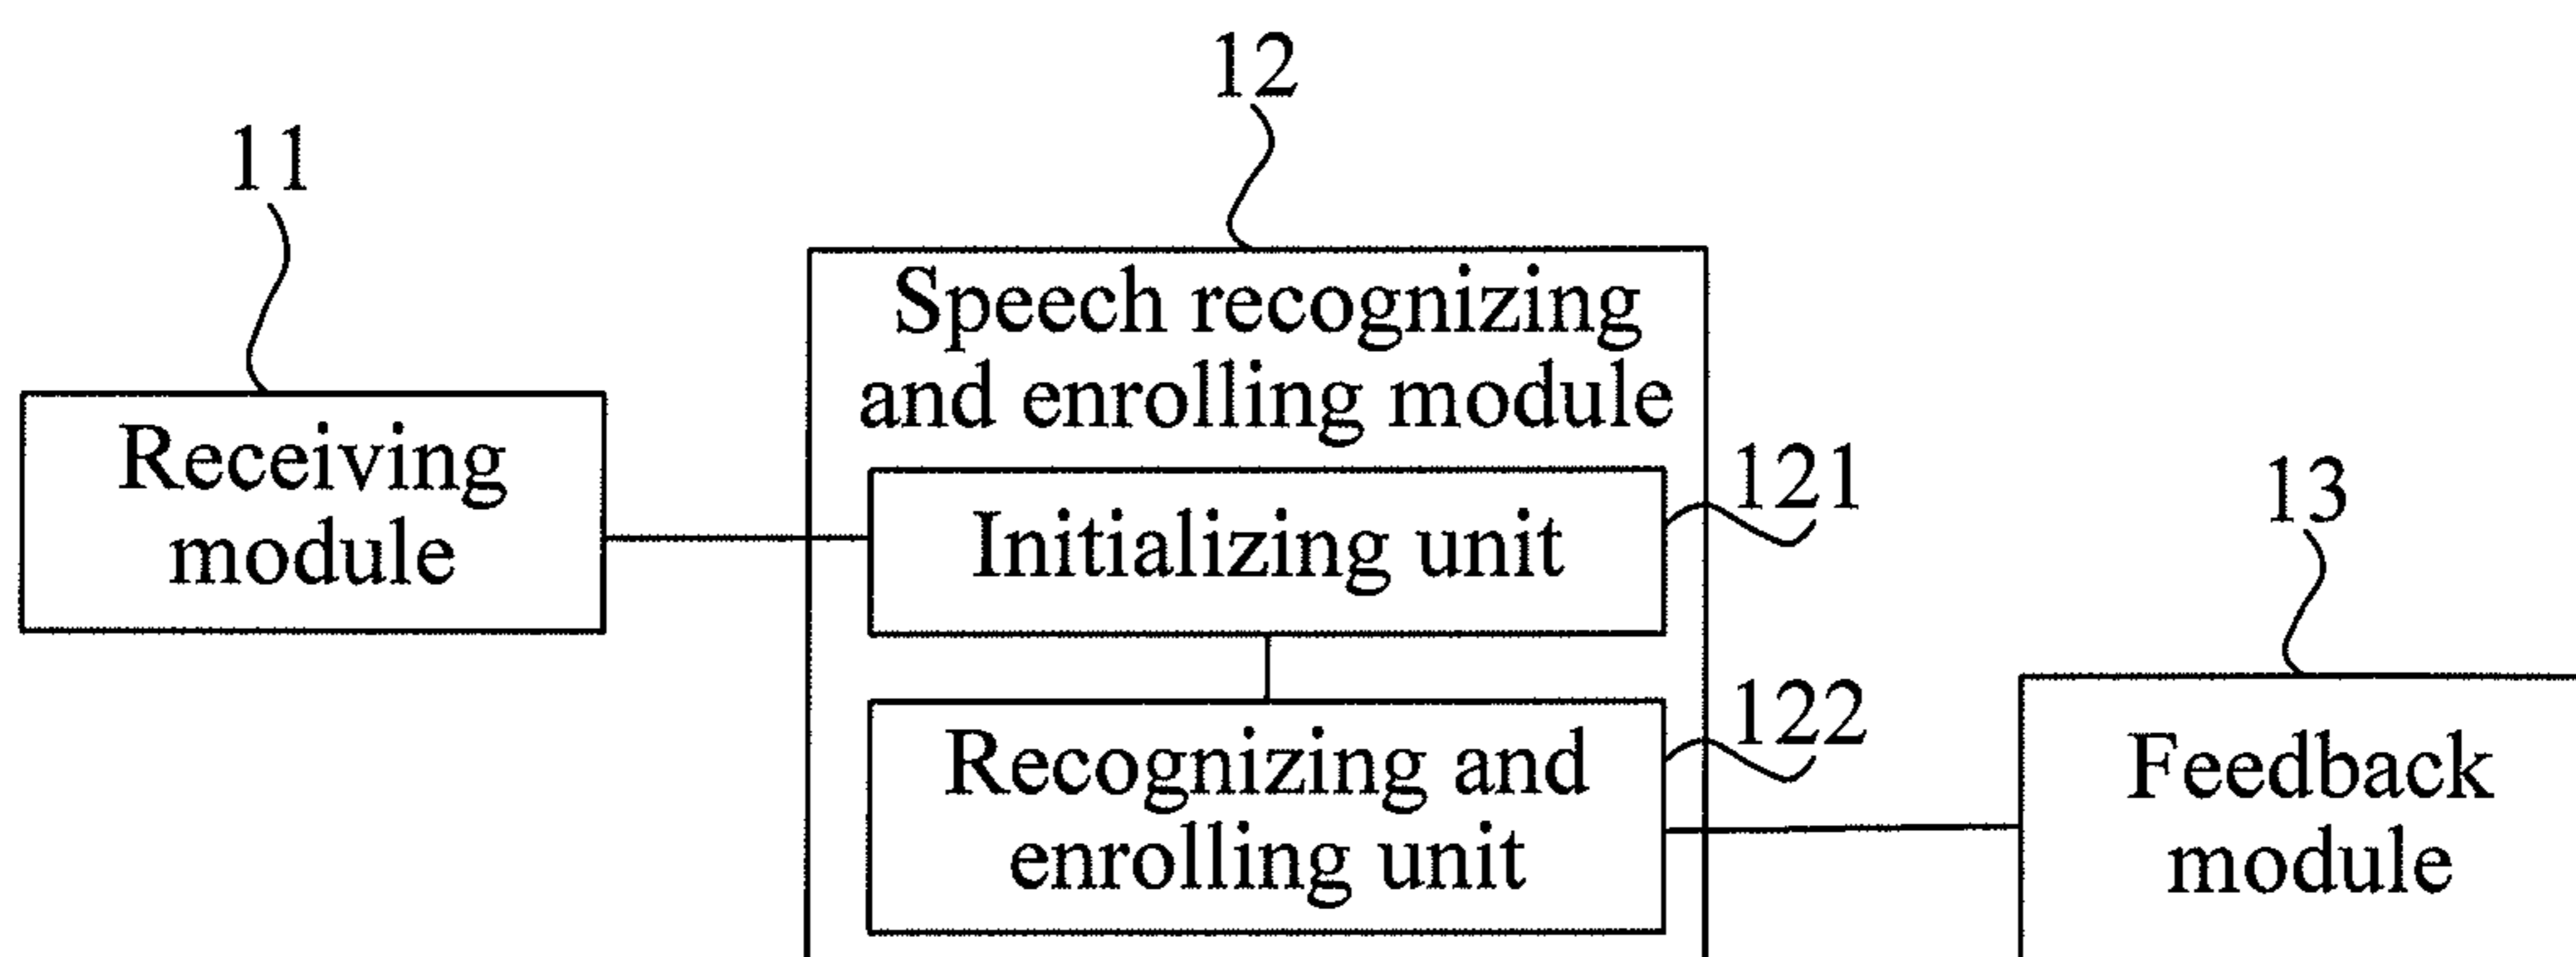 12
11
Speech recognizing
and enrolling module
Receiving
module
121
Initializing unit
13
122
Recognizing and
enrolling unit
Feedback
module